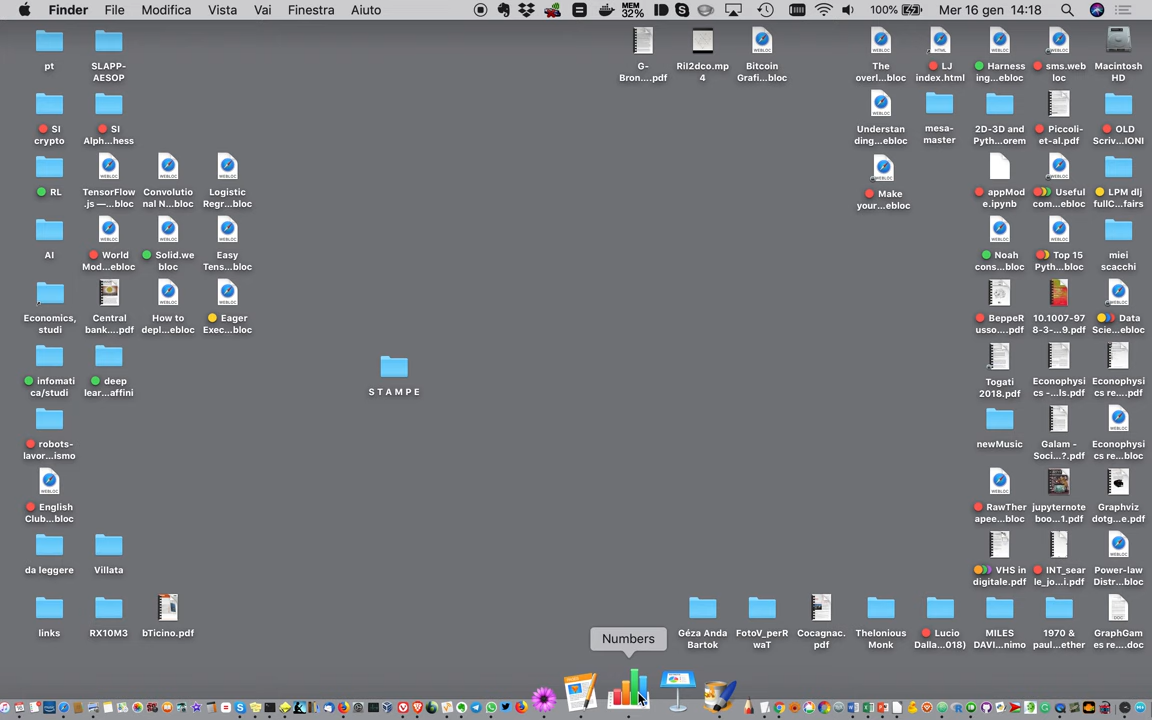 Finder Archivio Modifica Vista Vai Finestra Aiuto MEM 32% 100% Mer 16 gen 14:18
pt
SLAPP-
AESOP
G-
Bron....pdf
Ril2dco.mp
4
Bitcoin
Grafi...bloc
The
overl...bloc
LJ
index.html
Harness
ing...ebloc
sms.web
loc
Macintosh
HD
SI
crypto
SI
Alph...hess
Understan
ding...ebloc
mesa-
master
2D-3D and
Pyth...orem
Piccoli-
et-al.pdf
OLD
Scriv...IONI
RL
TensorFlow
.js —...bloc
Convolutio
nal N...bloc
Logistic
Regr...bloc
Make
your...ebloc
appMod
e.ipynb
Useful
com...ebloc
LPM dlj
fullC...fairs
AI
World
Mod...ebloc
Solid.we
bloc
Easy
Tens...bloc
Noah
cons...bloc
Top 15
Pyth...bloc
miei
scacchi
Economics,
studi
Central
bank....pdf
How to
depl...ebloc
Eager
Exec...bloc
BeppeR
usso....pdf
10.1007-97
8-3-...9.pdf
Data
Scie...ebloc
infomati
ca/studi
deep
lear...affini
S T A M P E
Togati
2018.pdf
Econophysi
cs -...ls.pdf
Econophysi
cs re....pdf
robots-
lavor...ismo
newMusic
Galam -
Soci...?.pdf
Econophysi
cs re...bloc
English
Club...bloc
RawTher
apee...bloc
jupyternote
boo...1.pdf
Graphviz
dotg...e.pdf
da leggere
Villata
VHS in
digitale.pdf
INT_sear
le_jo...i.pdf
Power-law
Distr...bloc
links
RX10M3
bTicino.pdf
Numbers
Géza Anda
Bartok
FotoV_perR
waT
Cocagnac.
pdf
Thelonious
Monk
Lucio
Dalla...018)
MILES
DAVI...nimo
1970 &
paul...ether
GraphGam
es re....doc